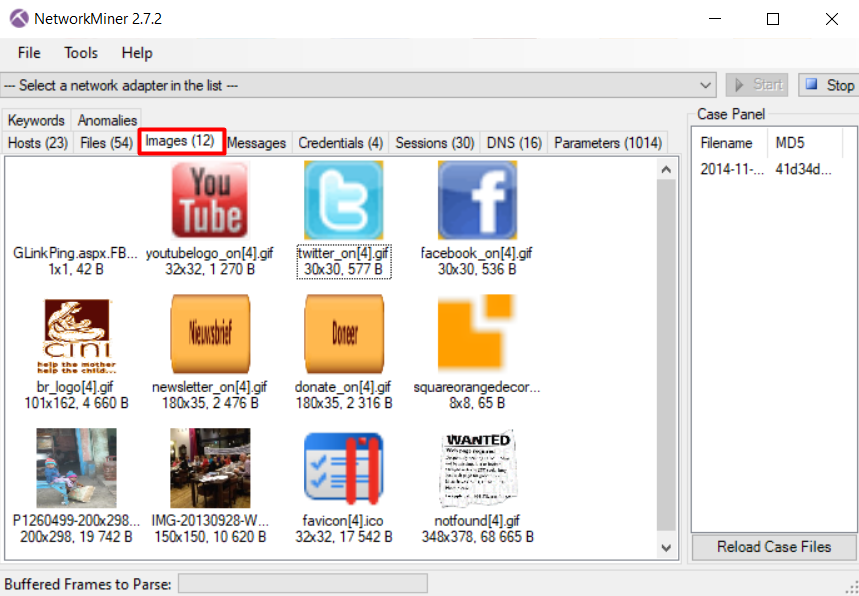 NetworkMiner 2.7.2
File Tools Help
--- Select a network adapter in the list ---
Start
Stop
Keywords Anomalies
Hosts (23) Files (54) Images (12) Messages Credentials (4) Sessions (30) DNS (16) Parameters (1014)
You
Tube
t
f
GLinkPing.aspx.FB... youtubelogo_on[4].gif twitter_on[4].gif facebook_on[4].gif
1x1, 42 B 32x32, 1 270 B 30x30, 577 B 30x30, 536 B
cini
help the mother
help the child...
Nieuwsbrief
Doneer
br_logo[4].gif newsletter_on[4].gif donate_on[4].gif squareorangedecor...
101x162, 4 660 B 180x35, 2 476 B 180x35, 2 316 B 8x8, 65 B
WANTED
P1260499-200x298... IMG-20130928-W... favicon[4].ico notfound[4].gif
200x298, 19 742 B 150x150, 10 620 B 32x32, 17 542 B 348x378, 68 665 B
Case Panel
Filename MD5
2014-11-... 41d34d...
Reload Case Files
Buffered Frames to Parse: